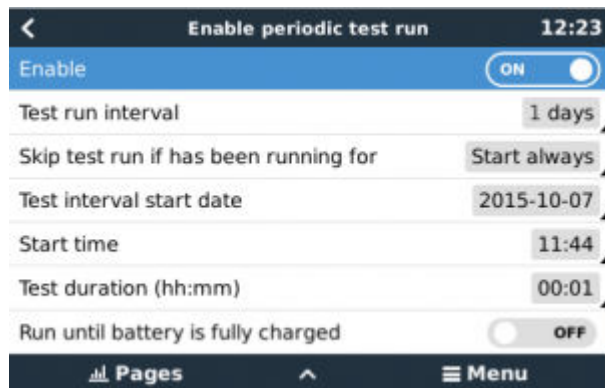 Enable periodic test run 12:23
Enable ON
Test run interval 1 days
Skip test run if has been running for Start always
Test interval start date 2015-10-07
Start time 11:44
Test duration (hh:mm) 00:01
Run until battery is fully charged OFF
Pages Menu